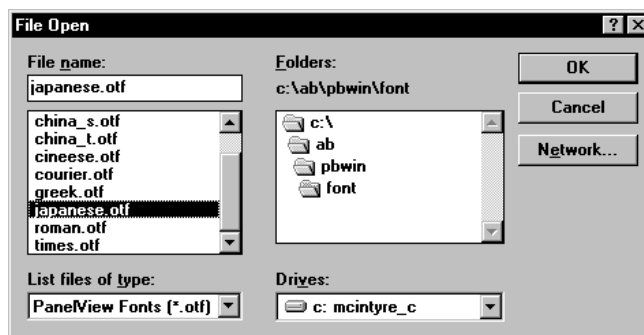 File Open
File name:
japanese.otf
china_s.otf
china_t.otf
cineese.otf
courier.otf
greek.otf
japanese.otf
roman.otf
times.otf
List files of type:
PanelView Fonts (*.otf)
Folders:
c:\ab\pbwin\font
c:\
ab
pbwin
font
Drives:
c: mcintyre_c
OK
Cancel
Network...